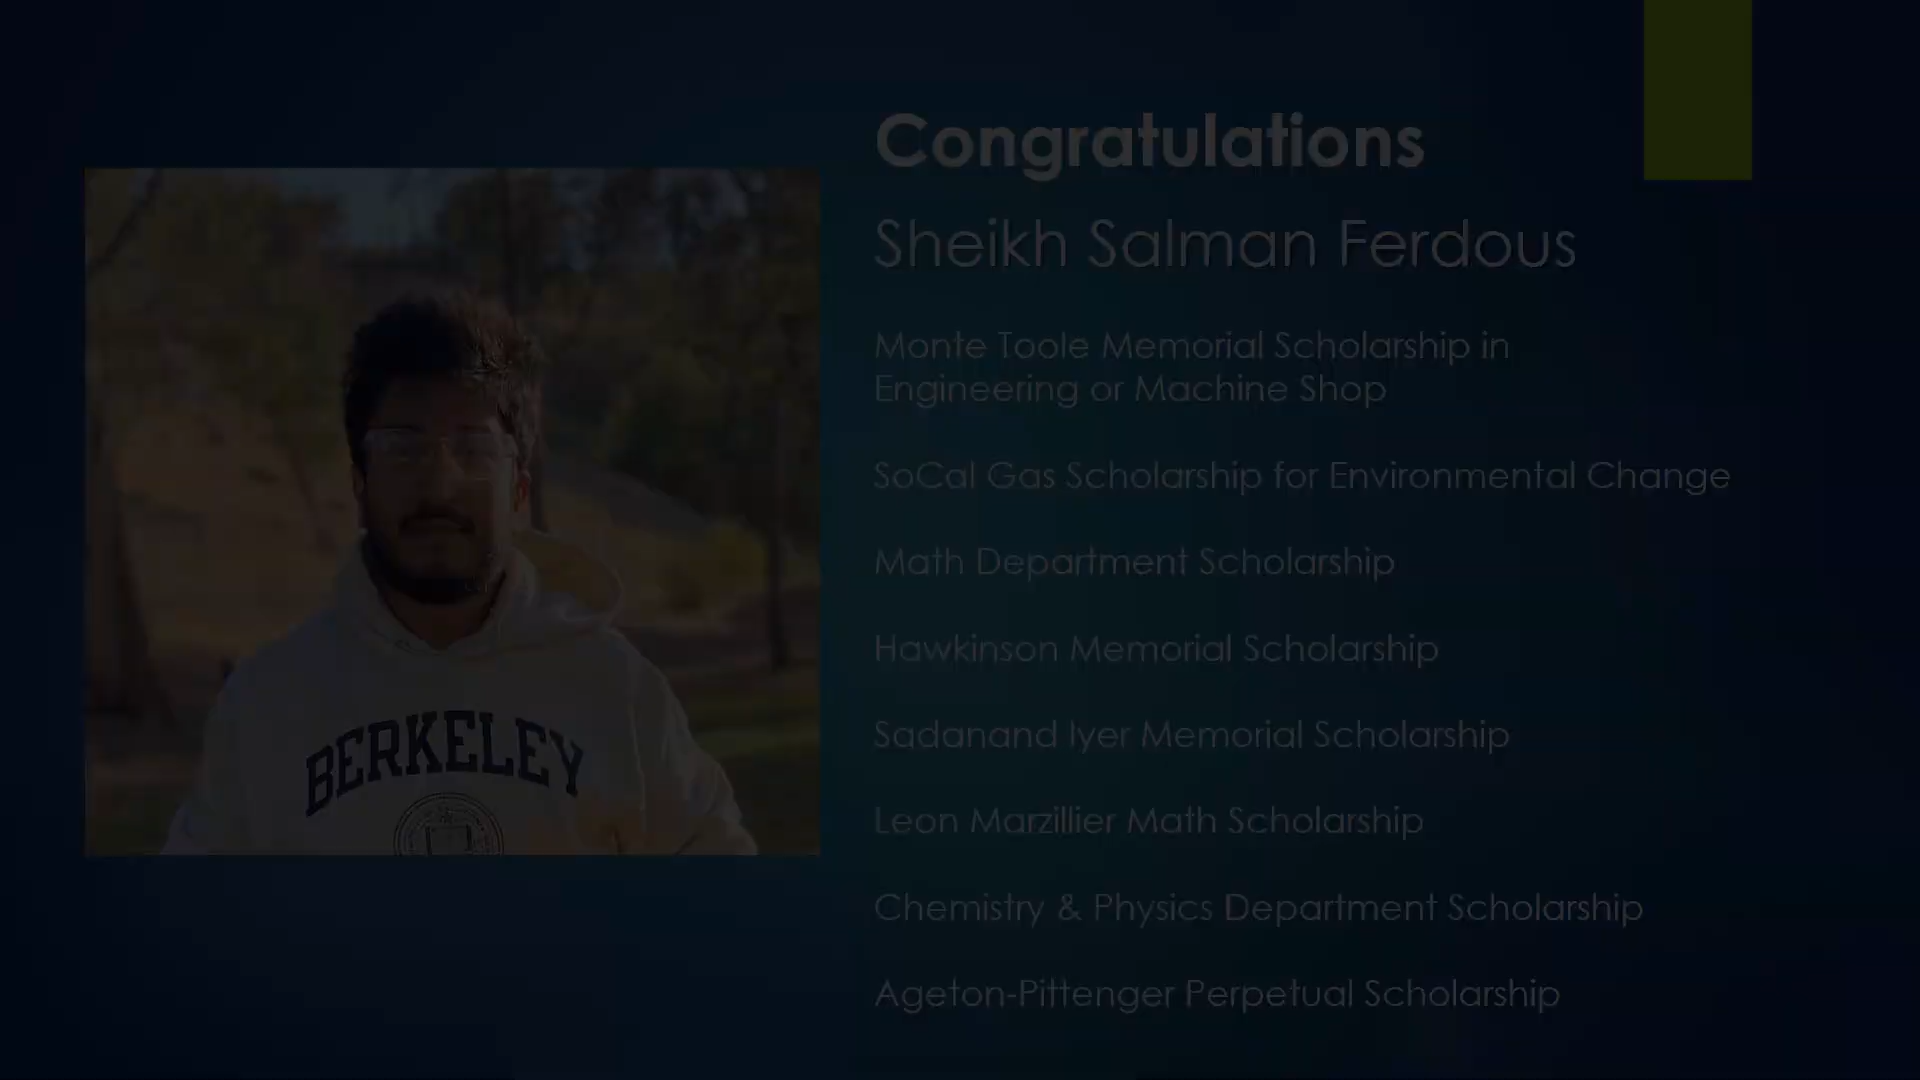 Congratulations
Sheikh Salman Ferdous
Monte Toole Memorial Scholarship in
Engineering or Machine Shop
SoCal Gas Scholarship for Environmental Change
Math Department Scholarship
Hawkinson Memorial Scholarship
Sadanand Iyer Memorial Scholarship
Leon Marzillier Math Scholarship
Chemistry & Physics Department Scholarship
Ageton-Pittenger Perpetual Scholarship
BERKELEY